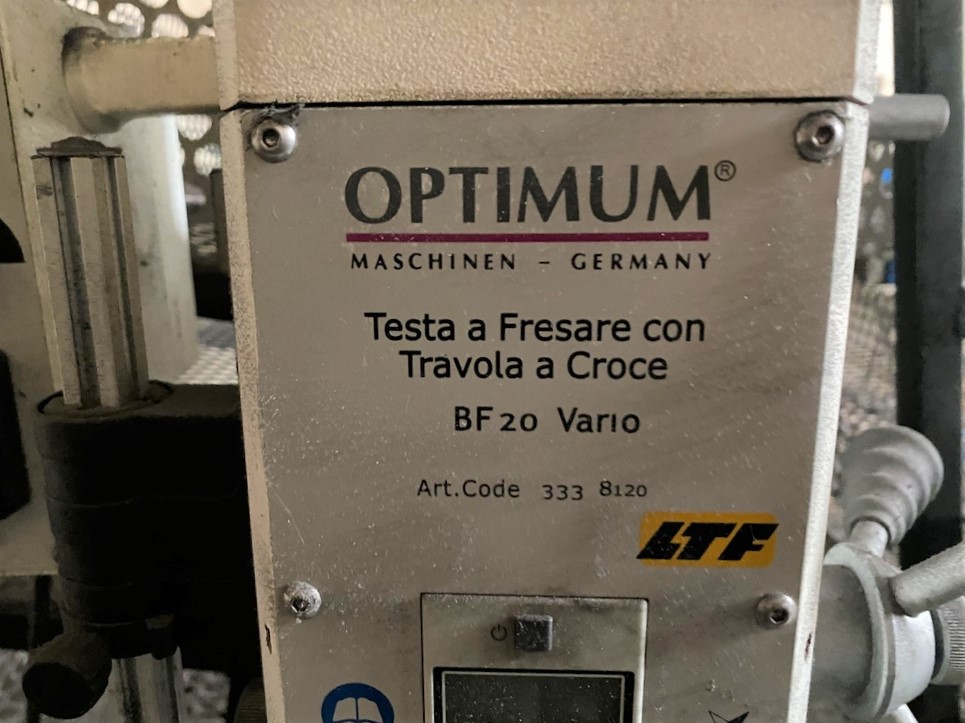 OPTIMUM®
MASCHINEN - GERMANY
Testa a Fresare con
Travola a Croce
BF20 Vario
Art.Code 333 8120
LTF